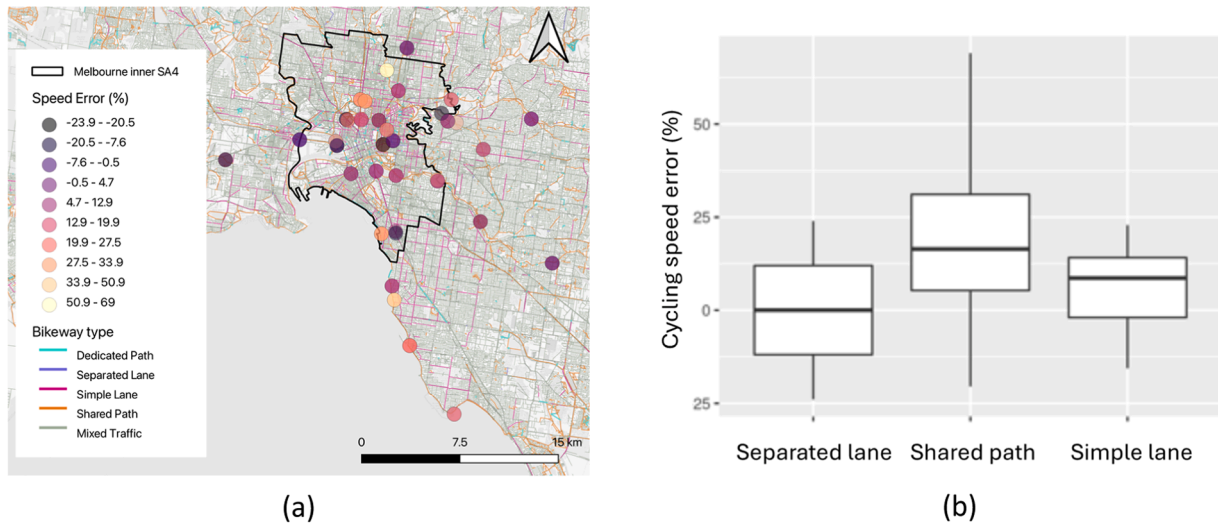 Melbourne inner SA4
Speed Error (%)
-23.9 - -20.5
-20.5 - -7.6
-7.6 - -0.5
-0.5 - 4.7
4.7 - 12.9
12.9 - 19.9
19.9 - 27.5
27.5 - 33.9
33.9 - 50.9
50.9 - 69
Bikeway type
Dedicated Path
Separated Lane
Simple Lane
Shared Path
Mixed Traffic
0 7.5 15 km
(a)
Cycling speed error (%)
50
25
0
25
Separated lane Shared path Simple lane
(b)